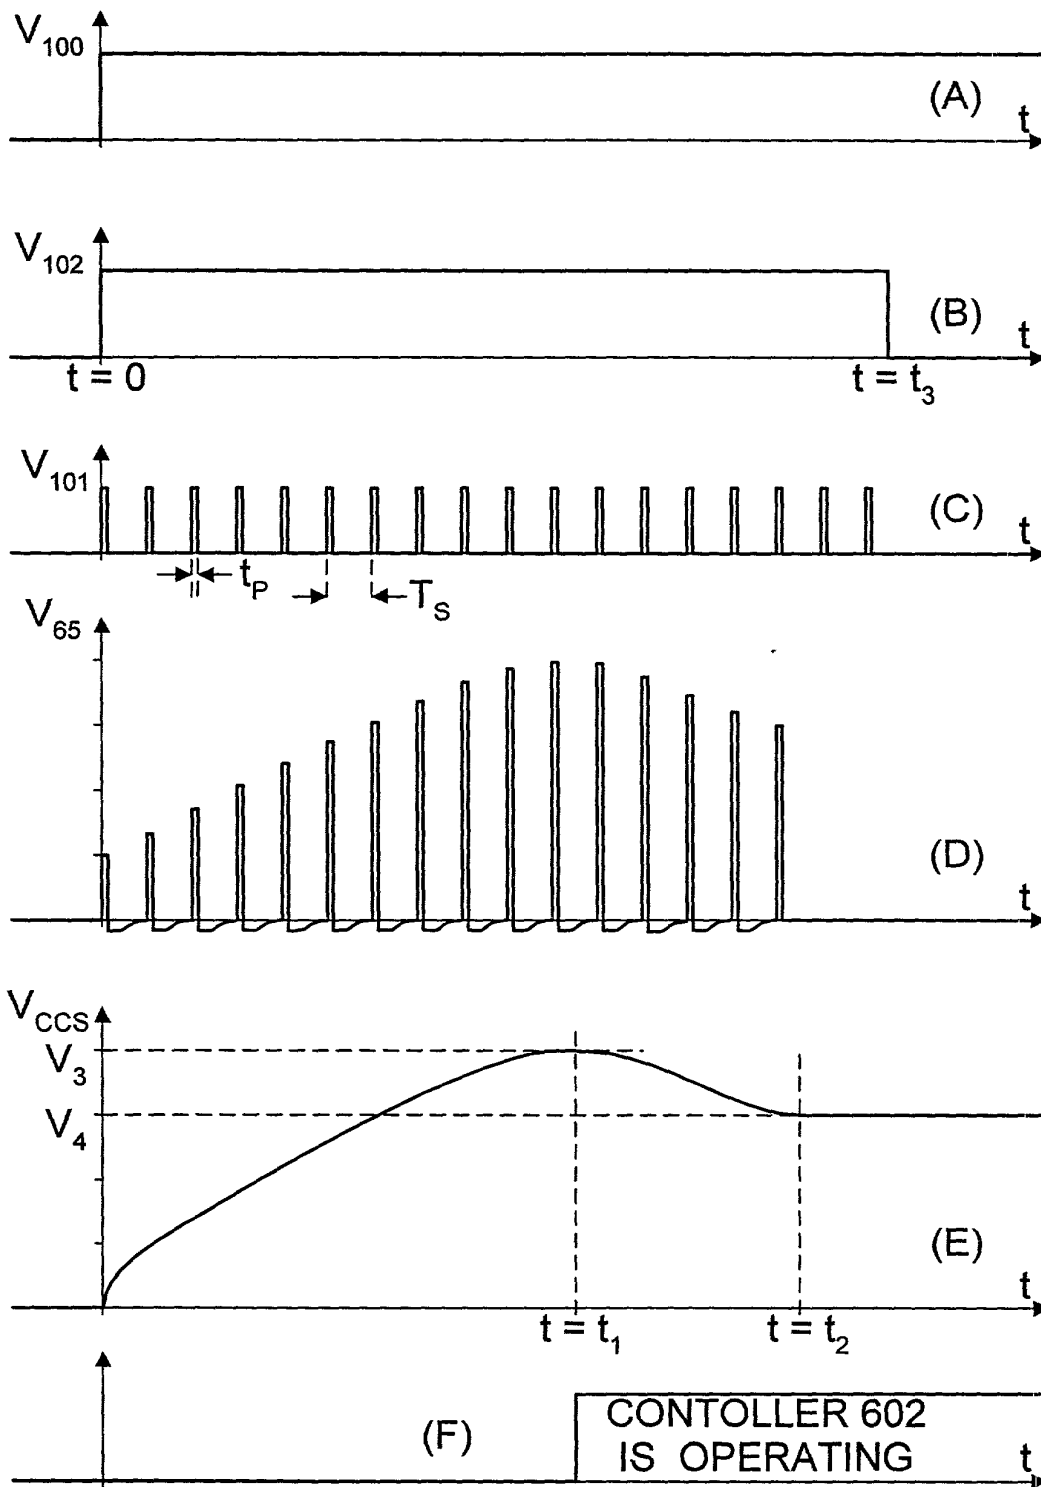 V100
(A)
t
V102
(B)
t
t = 0
t = t3
V101
(C)
t
tP
TS
V65
(D)
t
VCCS
V3
V4
(E)
t
t = t1
t = t2
(F)
CONTOLLER 602
IS OPERATING
t